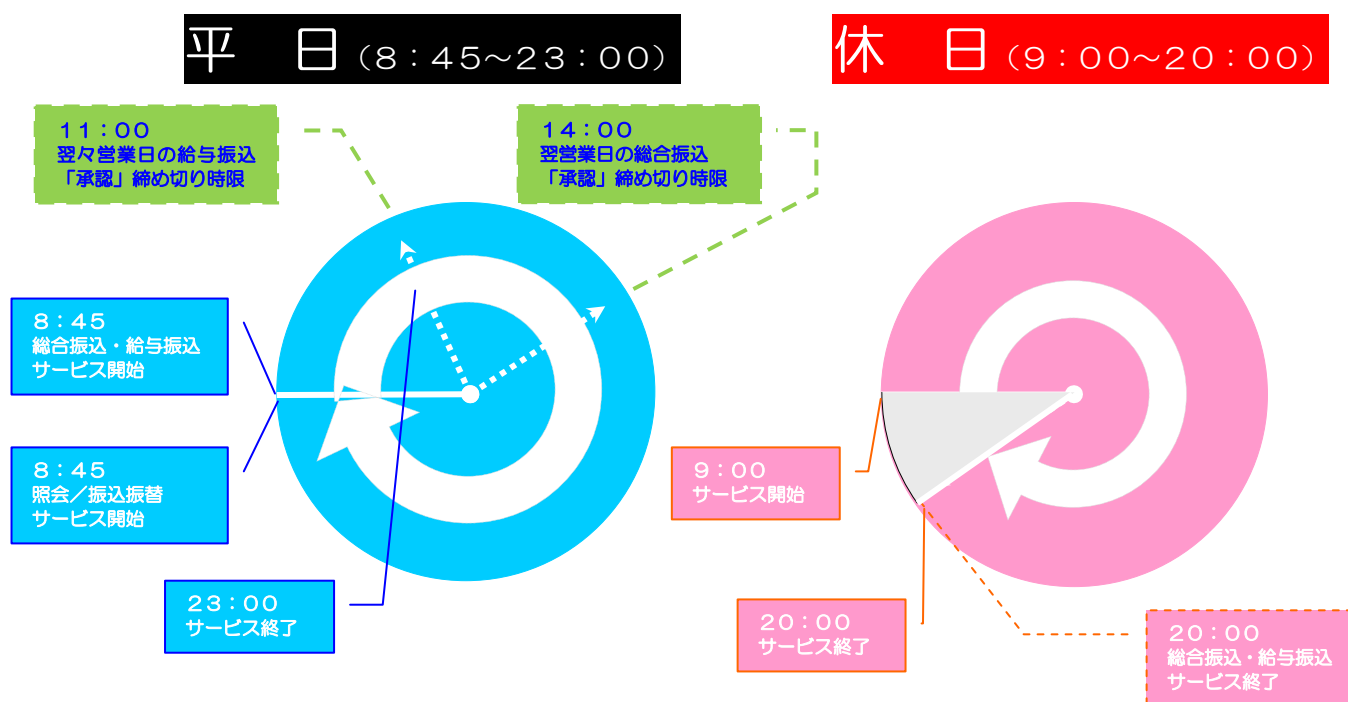 平　日（8：45～23：00）
休　日（9：00～20：00）
11：00
翌々営業日の給与振込
「承認」締め切り時限
14：00
翌営業日の総合振込
「承認」締め切り時限
8：45
総合振込・給与振込
サービス開始
8：45
照会／振込振替
サービス開始
23：00
サービス終了
9：00
サービス開始
20：00
サービス終了
20：00
総合振込・給与振込
サービス終了